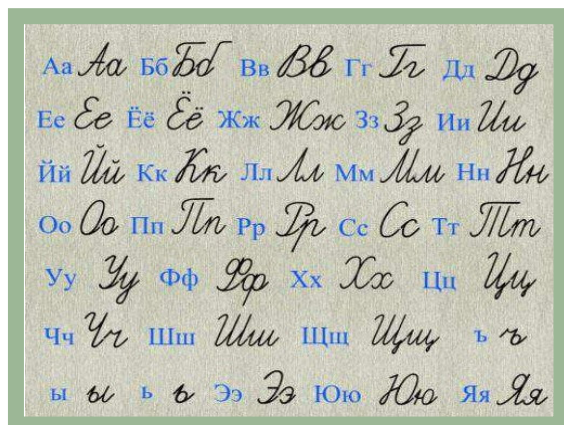 Аа Аа Бб Бб Вв Вв Гг Гг Дд Дд
Ее Ее Ёё Ёё Жж Жж Зз Зз Ии Ии
Йй Йй Кк Кк Лл Лл Мм Мм Нн Нн
Оо Оо Пп Пп Рр Рр Сс Сс Тт Тт
Уу Уу Фф Фф Хх Хх Цц Цц
Чч Чч Шш Шш Щщ Щщ ъ ъ
ы ы ь ь Ээ Ээ Юю Юю Яя Яя